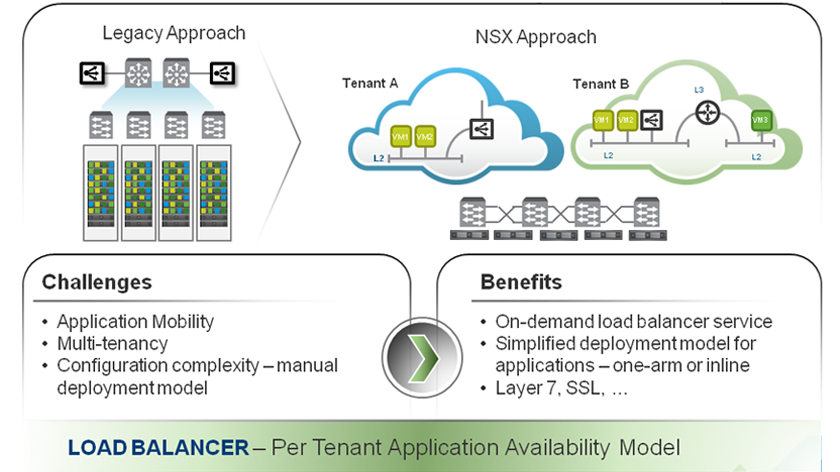 Legacy Approach
NSX Approach
Tenant A
VM1 VM2
L2
Tenant B
L3
VM1 VM2
VM3
L2
L2
Challenges
• Application Mobility
• Multi-tenancy
• Configuration complexity – manual
deployment model
Benefits
• On-demand load balancer service
• Simplified deployment model for
applications – one-arm or inline
• Layer 7, SSL, …
LOAD BALANCER – Per Tenant Application Availability Model